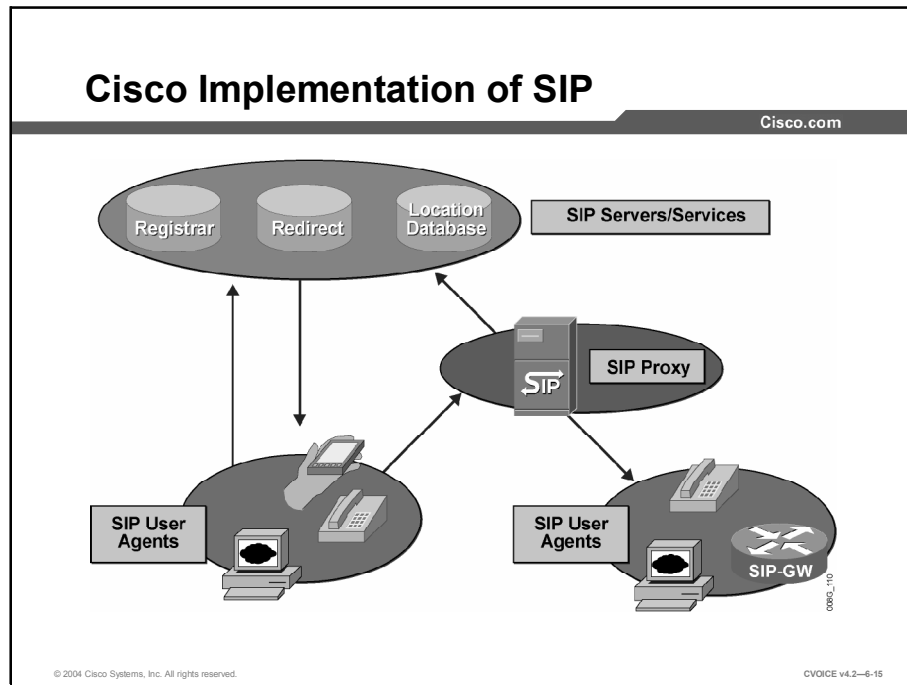 Cisco Implementation of SIP
Cisco.com
Registrar
Redirect
Location
Database
SIP Servers/Services
SIP
SIP Proxy
SIP User
Agents
SIP User
Agents
SIP-GW
008G_110
© 2004 Cisco Systems, Inc. All rights reserved.
CVOICE v4.2—6-15